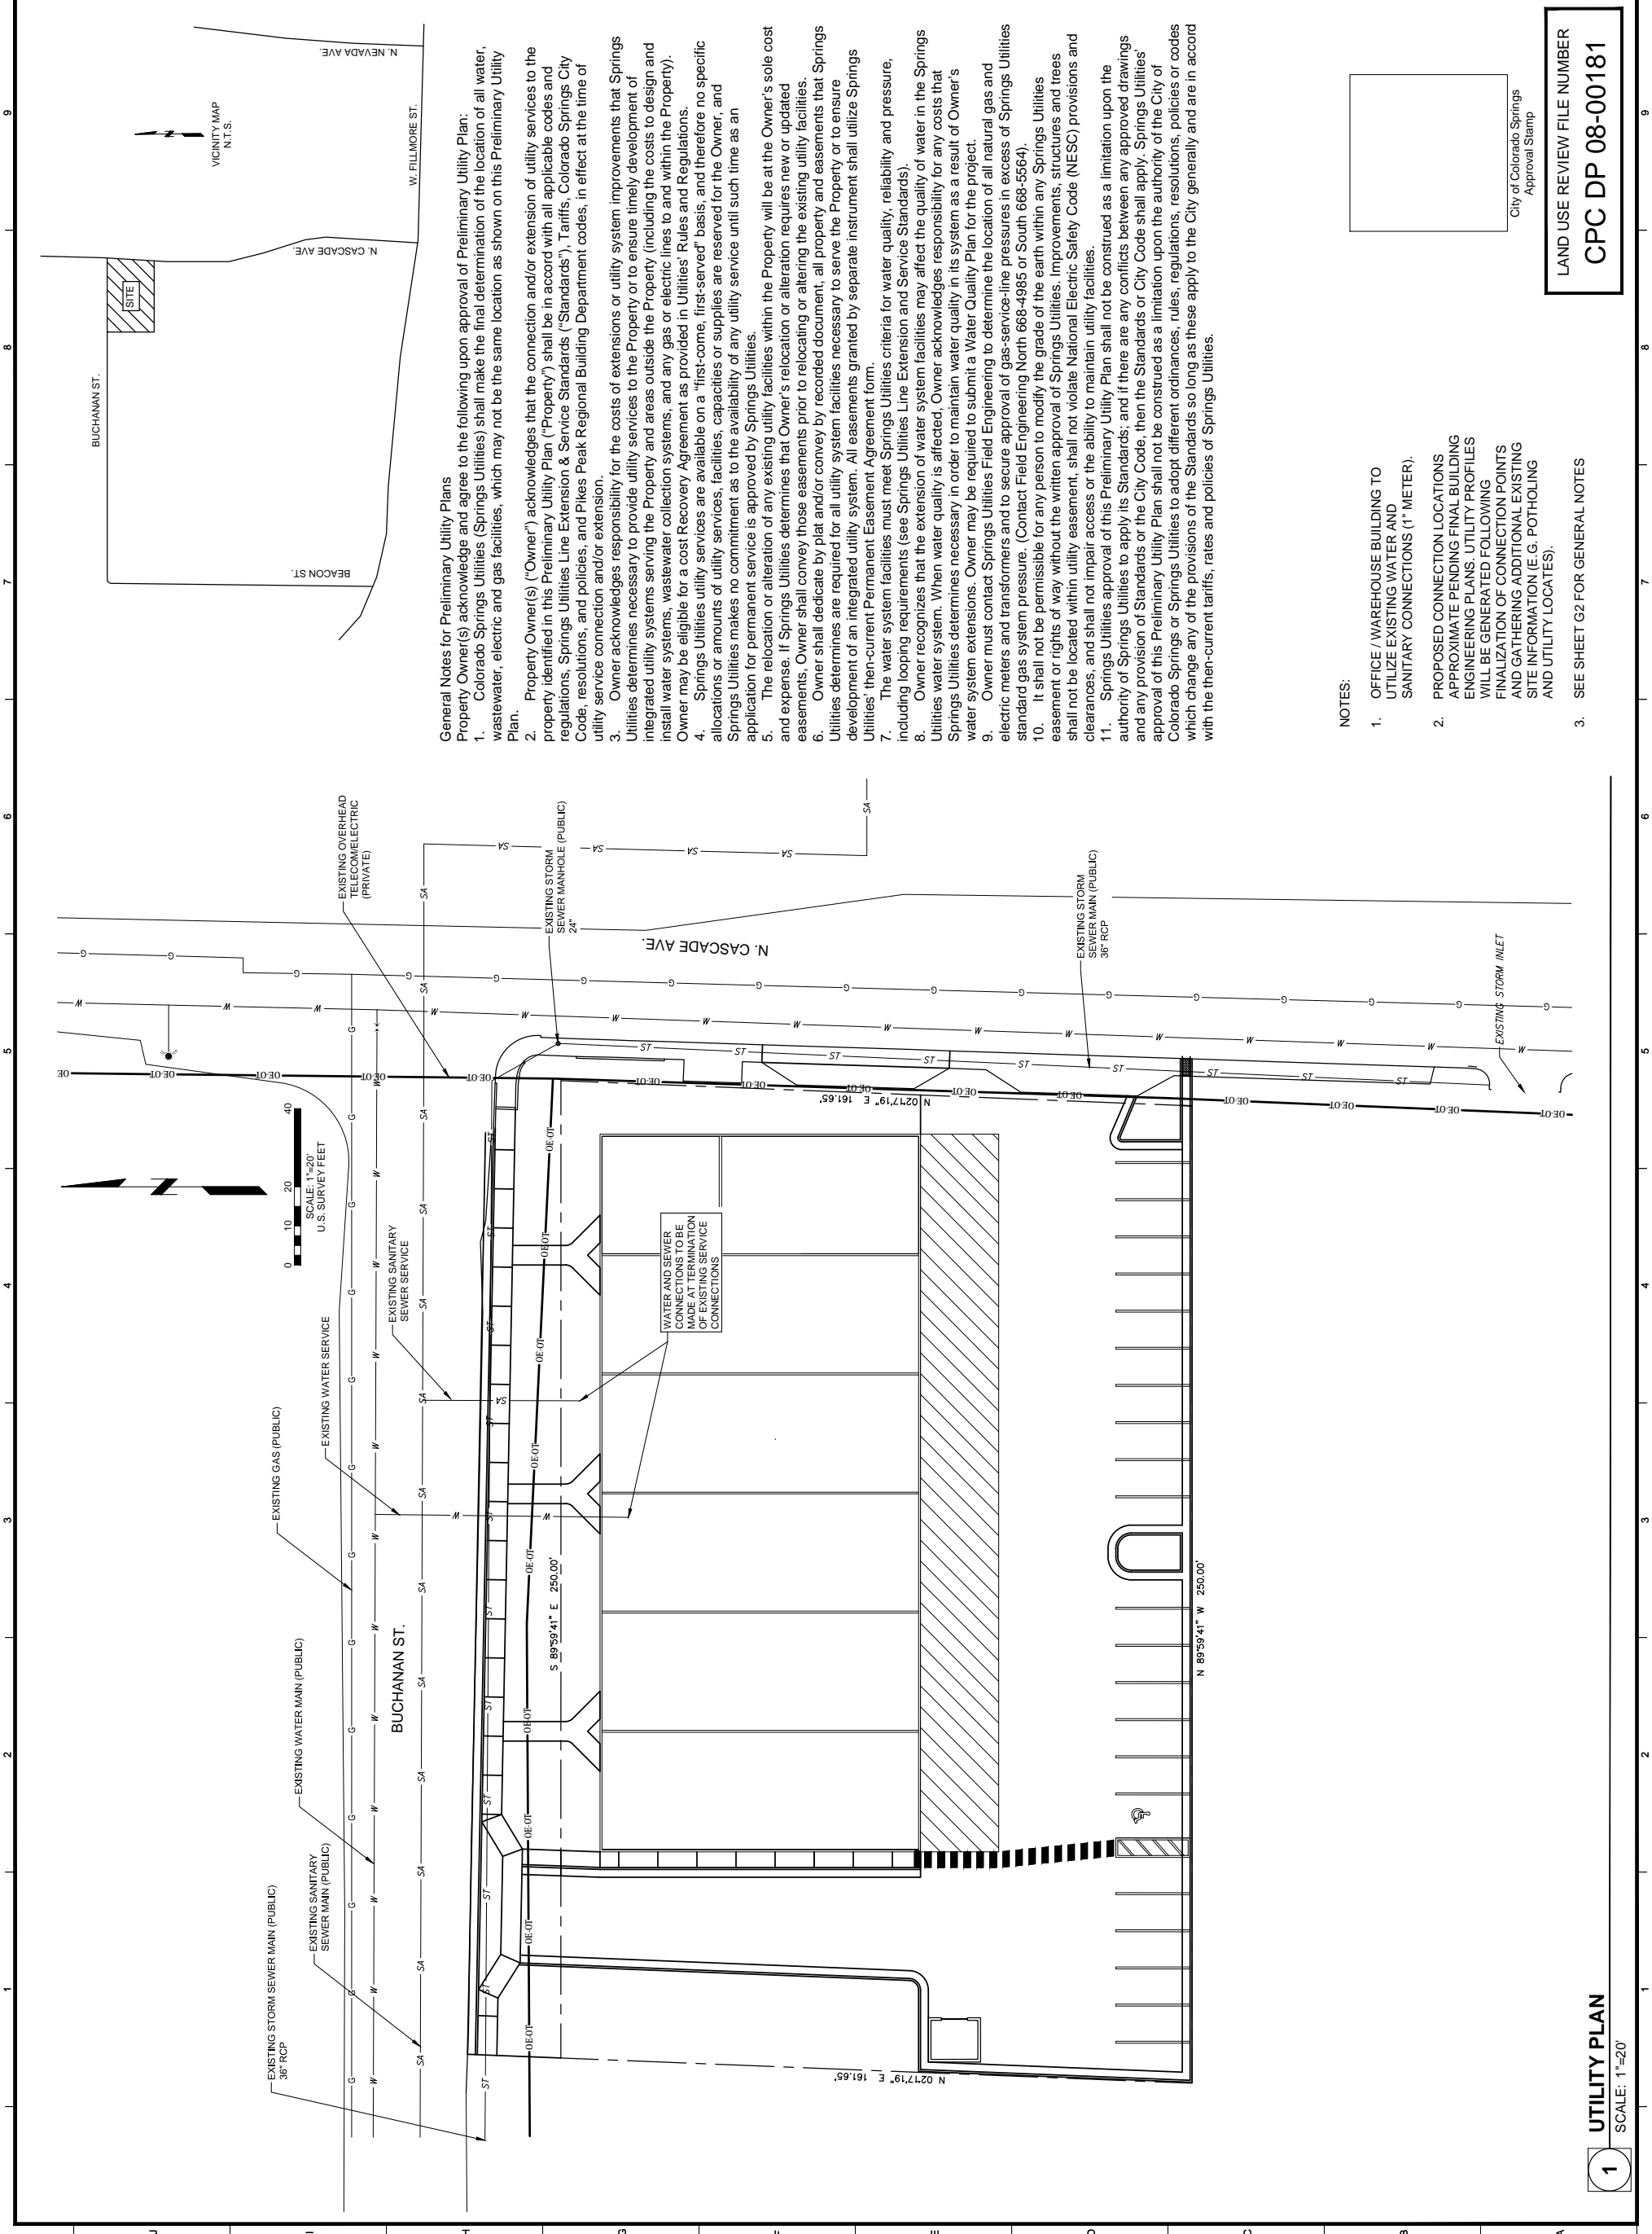 VICINITY MAP
N.T.S.
BUCHANAN ST.
SITE
N. CASCADE AVE.
N. NEVADA AVE.
BEACON ST.
W. FILLMORE ST.
General Notes for Preliminary Utility Plans
Property Owner(s) acknowledge and agree to the following upon approval of Preliminary Utility Plan:
1. Colorado Springs Utilities (Springs Utilities) shall make the final determination of the location of all water,
wastewater, electric and gas facilities, which may not be the same location as shown on this Preliminary Utility
Plan.
2. Property Owner(s) ("Owner") acknowledges that the connection and/or extension of utility services to the
property identified in this Preliminary Utility Plan ("Property") shall be in accord with all applicable codes and
regulations, Springs Utilities Line Extension & Service Standards ("Standards"), Tariffs, Colorado Springs City
Code, resolutions, and policies, and Pikes Peak Regional Building Department codes, in effect at the time of
utility service connection and/or extension.
3. Owner acknowledges responsibility for the costs of extensions or utility system improvements that Springs
Utilities determines necessary to provide utility services to the Property or to ensure timely development of
integrated utility systems serving the Property and areas outside the Property (including the costs to design and
install water systems, wastewater collection systems, and any gas or electric lines to and within the Property).
Owner may be eligible for a cost Recovery Agreement as provided in Utilities' Rules and Regulations.
4. Springs Utilities utility services are available on a "first-come, first-served" basis, and therefore no specific
allocations or amounts of utility services, facilities, capacities or supplies are reserved for the Owner, and
Springs Utilities makes no commitment as to the availability of any utility service until such time as an
application for permanent service is approved by Springs Utilities.
5. The relocation or alteration of any existing utility facilities within the Property will be at the Owner's sole cost
and expense. If Springs Utilities determines that Owner's relocation or alteration requires new or updated
easements, Owner shall convey those easements prior to relocating or altering the existing utility facilities.
6. Owner shall dedicate by plat and/or convey by recorded document, all property and easements that Springs
Utilities determines are required for all utility system facilities necessary to serve the Property or to ensure
development of an integrated utility system. All easements granted by separate instrument shall utilize Springs
Utilities' then-current Permanent Easement Agreement form.
7. The water system facilities must meet Springs Utilities criteria for water quality, reliability and pressure,
including looping requirements (see Springs Utilities Line Extension and Service Standards).
8. Owner recognizes that the extension of water system facilities may affect the quality of water in the Springs
Utilities water system. When water quality is affected, Owner acknowledges responsibility for any costs that
Springs Utilities determines necessary in order to maintain water quality in its system as a result of Owner's
water system extensions. Owner may be required to submit a Water Quality Plan for the project.
9. Owner must contact Springs Utilities Field Engineering to determine the location of all natural gas and
electric meters and transformers and to secure approval of gas-service-line pressures in excess of Springs Utilities
standard gas system pressure. (Contact Field Engineering North 668-4985 or South 668-5564).
10. It shall not be permissible for any person to modify the grade of the earth within any Springs Utilities
easement or rights of way without the written approval of Springs Utilities. Improvements, structures and trees
shall not be located within utility easement, shall not violate National Electric Safety Code (NESC) provisions and
clearances, and shall not impair access or the ability to maintain utility facilities.
11. Springs Utilities approval of this Preliminary Utility Plan shall not be construed as a limitation upon the
authority of Springs Utilities to apply its Standards; and if there are any conflicts between any approved drawings
and any provision of Standards or the City Code, then the Standards or City Code shall apply. Springs Utilities'
approval of this Preliminary Utility Plan shall not be construed as a limitation upon the authority of the City of
Colorado Springs or Springs Utilities to adopt different ordinances, rules, regulations, resolutions, policies or codes
which change any of the provisions of the Standards so long as these apply to the City generally and are in accord
with the then-current tariffs, rates and policies of Springs Utilities.
NOTES:
1. OFFICE / WAREHOUSE BUILDING TO
UTILIZE EXISTING WATER AND
SANITARY CONNECTIONS (1" METER).
2. PROPOSED CONNECTION LOCATIONS
APPROXIMATE PENDING FINAL BUILDING
ENGINEERING PLANS. UTILITY PROFILES
WILL BE GENERATED FOLLOWING
FINALIZATION OF CONNECTION POINTS
AND GATHERING ADDITIONAL EXISTING
SITE INFORMATION (E.G. POTHOLING
AND UTILITY LOCATES).
3. SEE SHEET G2 FOR GENERAL NOTES
City of Colorado Springs
Approval Stamp
LAND USE REVIEW FILE NUMBER
CPC DP 08-00181
EXISTING STORM SEWER MAIN (PUBLIC)
36" RCP
EXISTING SANITARY
SEWER MAIN (PUBLIC)
EXISTING WATER MAIN (PUBLIC)
EXISTING GAS (PUBLIC)
EXISTING WATER SERVICE
EXISTING SANITARY
SEWER SERVICE
0 10 20 40
SCALE: 1"=20'
U.S. SURVEY FEET
EXISTING OVERHEAD
TELECOM/ELECTRIC
(PRIVATE)
EXISTING STORM
SEWER MANHOLE (PUBLIC)
24"
BUCHANAN ST.
N. CASCADE AVE.
S 89°59'41" E 250.00'
WATER AND SEWER
CONNECTIONS TO BE
MADE AT TERMINATION
OF EXISTING SERVICE
CONNECTIONS
N 02°17'19" E 161.65'
N 02°17'19" E 161.65'
EXISTING STORM
SEWER MAIN (PUBLIC)
36" RCP
N 89°59'41" W 250.00'
EXISTING STORM INLET
1
UTILITY PLAN
SCALE: 1"=20'